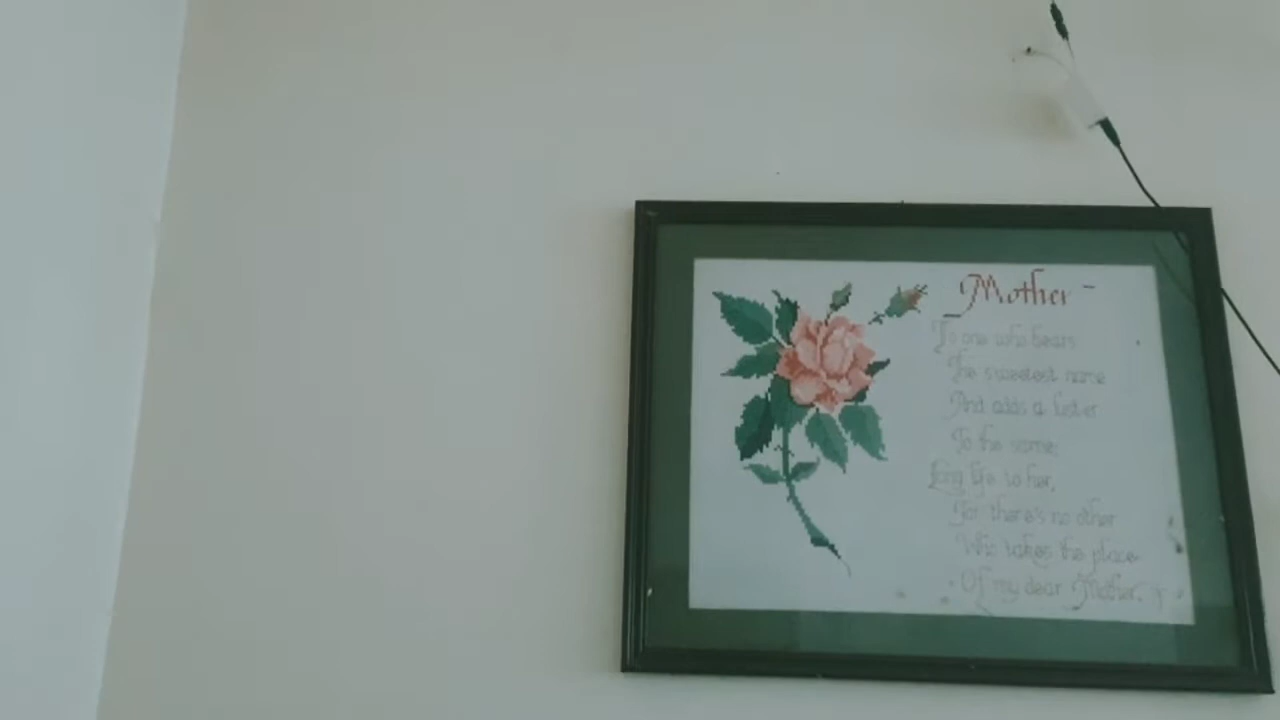 Mother
To one who bears
The sweetest name
And adds a luster
To the same
Long life to her,
For there's no other
Who takes the place
Of my dear Mother.